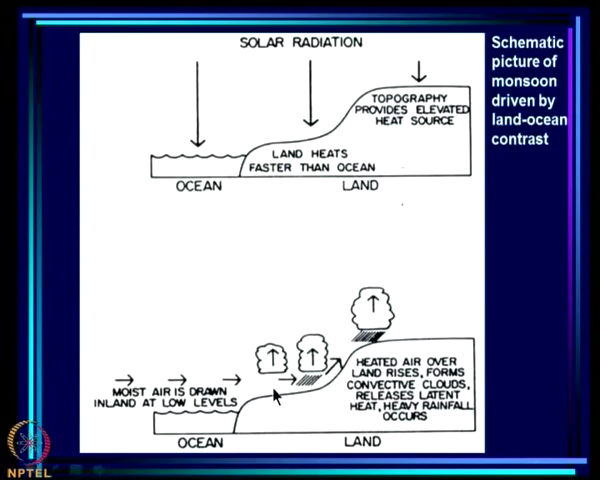 SOLAR RADIATION
Schematic
picture of
monsoon
driven by
land-ocean
contrast
TOPOGRAPHY
PROVIDES ELEVATED
HEAT SOURCE
LAND HEATS
FASTER THAN OCEAN
OCEAN
LAND
MOIST AIR IS DRAWN
INLAND AT LOW LEVELS
HEATED AIR OVER
LAND RISES, FORMS
CONVECTIVE CLOUDS,
RELEASES LATENT
HEAT, HEAVY RAINFALL
OCCURS
OCEAN
LAND
NPTEL